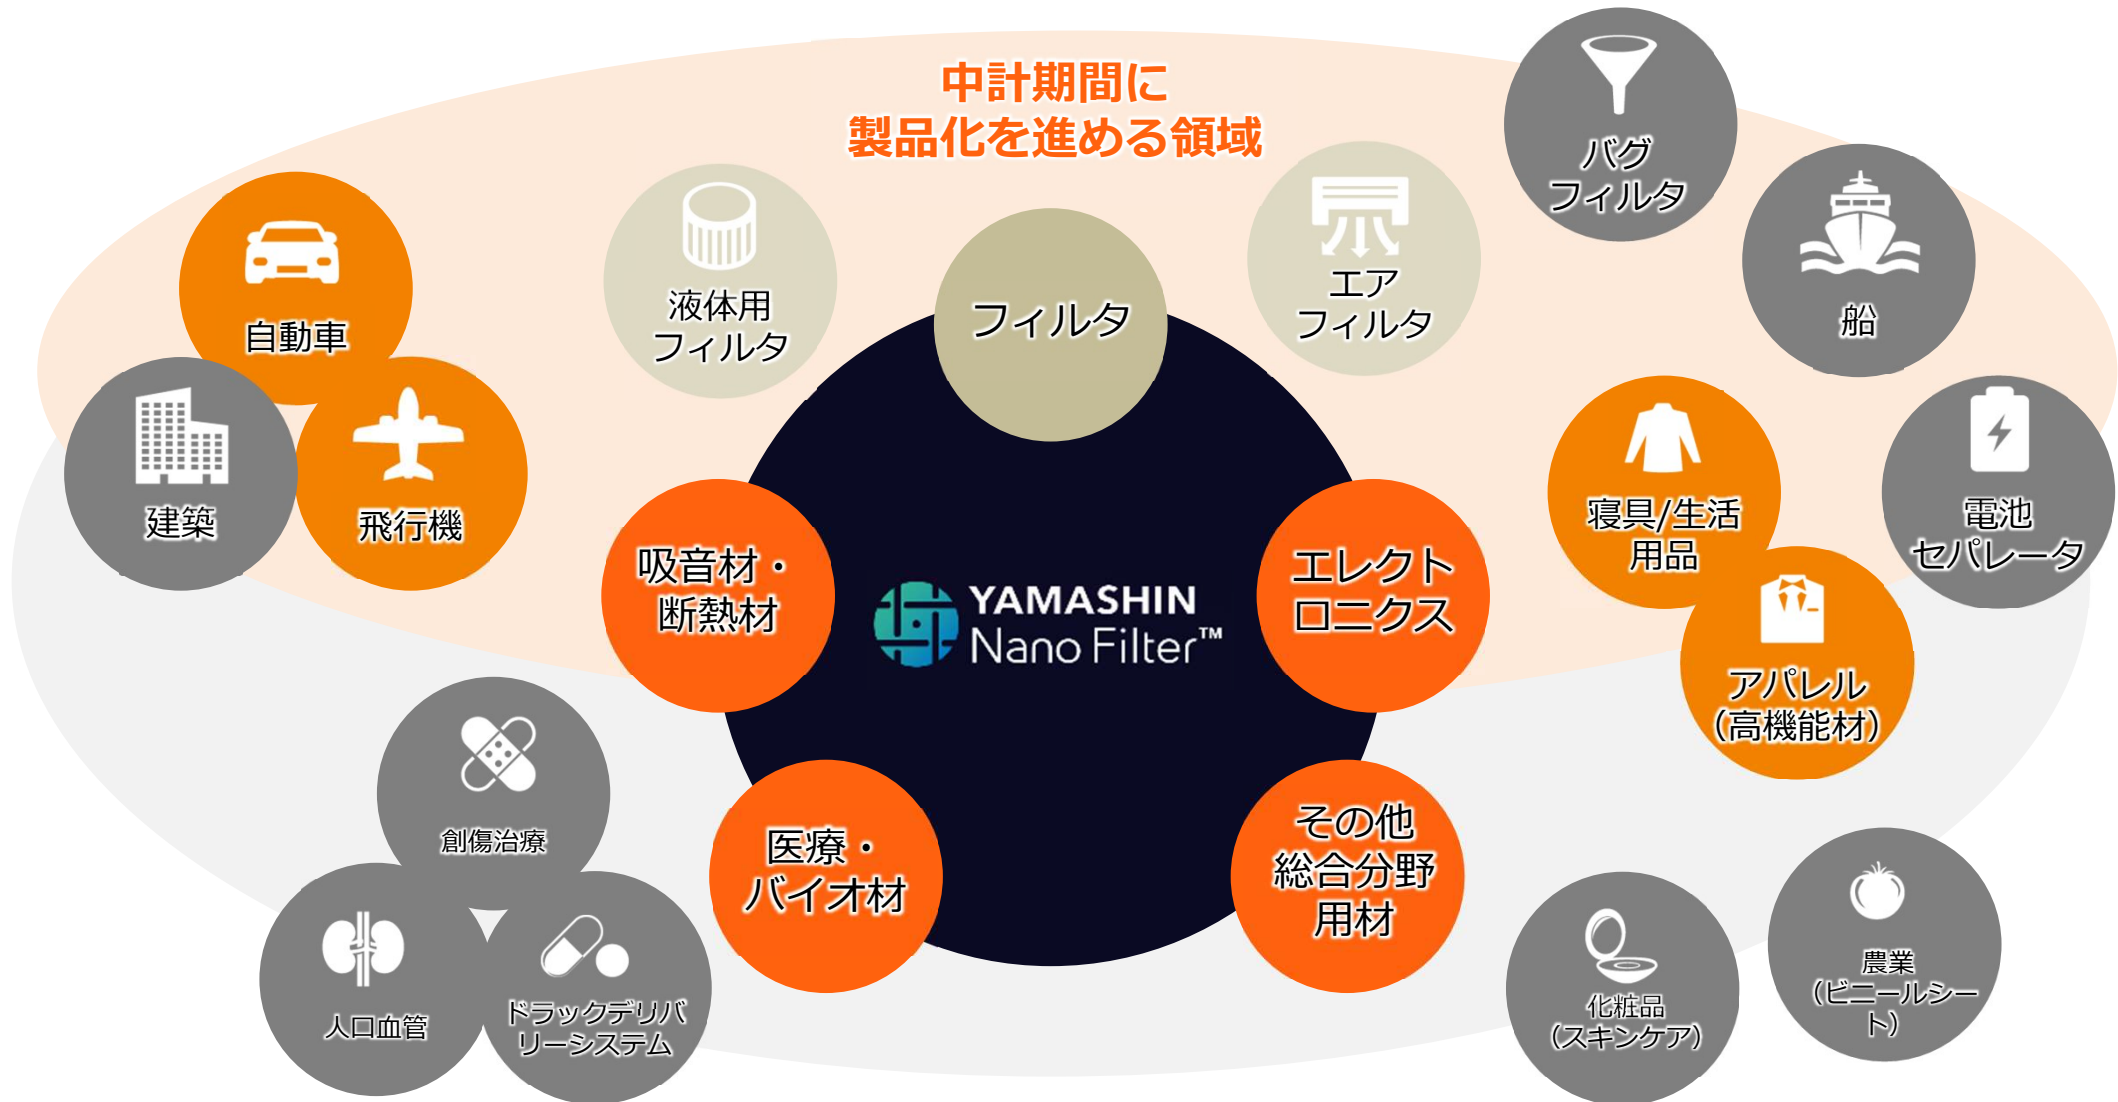 中計期間に
製品化を進める領域
バグ
フィルタ
船
自動車
液体用
フィルタ
フィルタ
エア
フィルタ
建築
飛行機
寝具/生活
用品
電池
セパレータ
吸音材・
断熱材
YAMASHIN
Nano Filter™
エレクト
ロニクス
アパレル
（高機能材）
創傷治療
医療・
バイオ材
その他
総合分野
用材
人口血管
ドラックデリバ
リーシステム
化粧品
（スキンケア）
農業
（ビニールシー
ト）